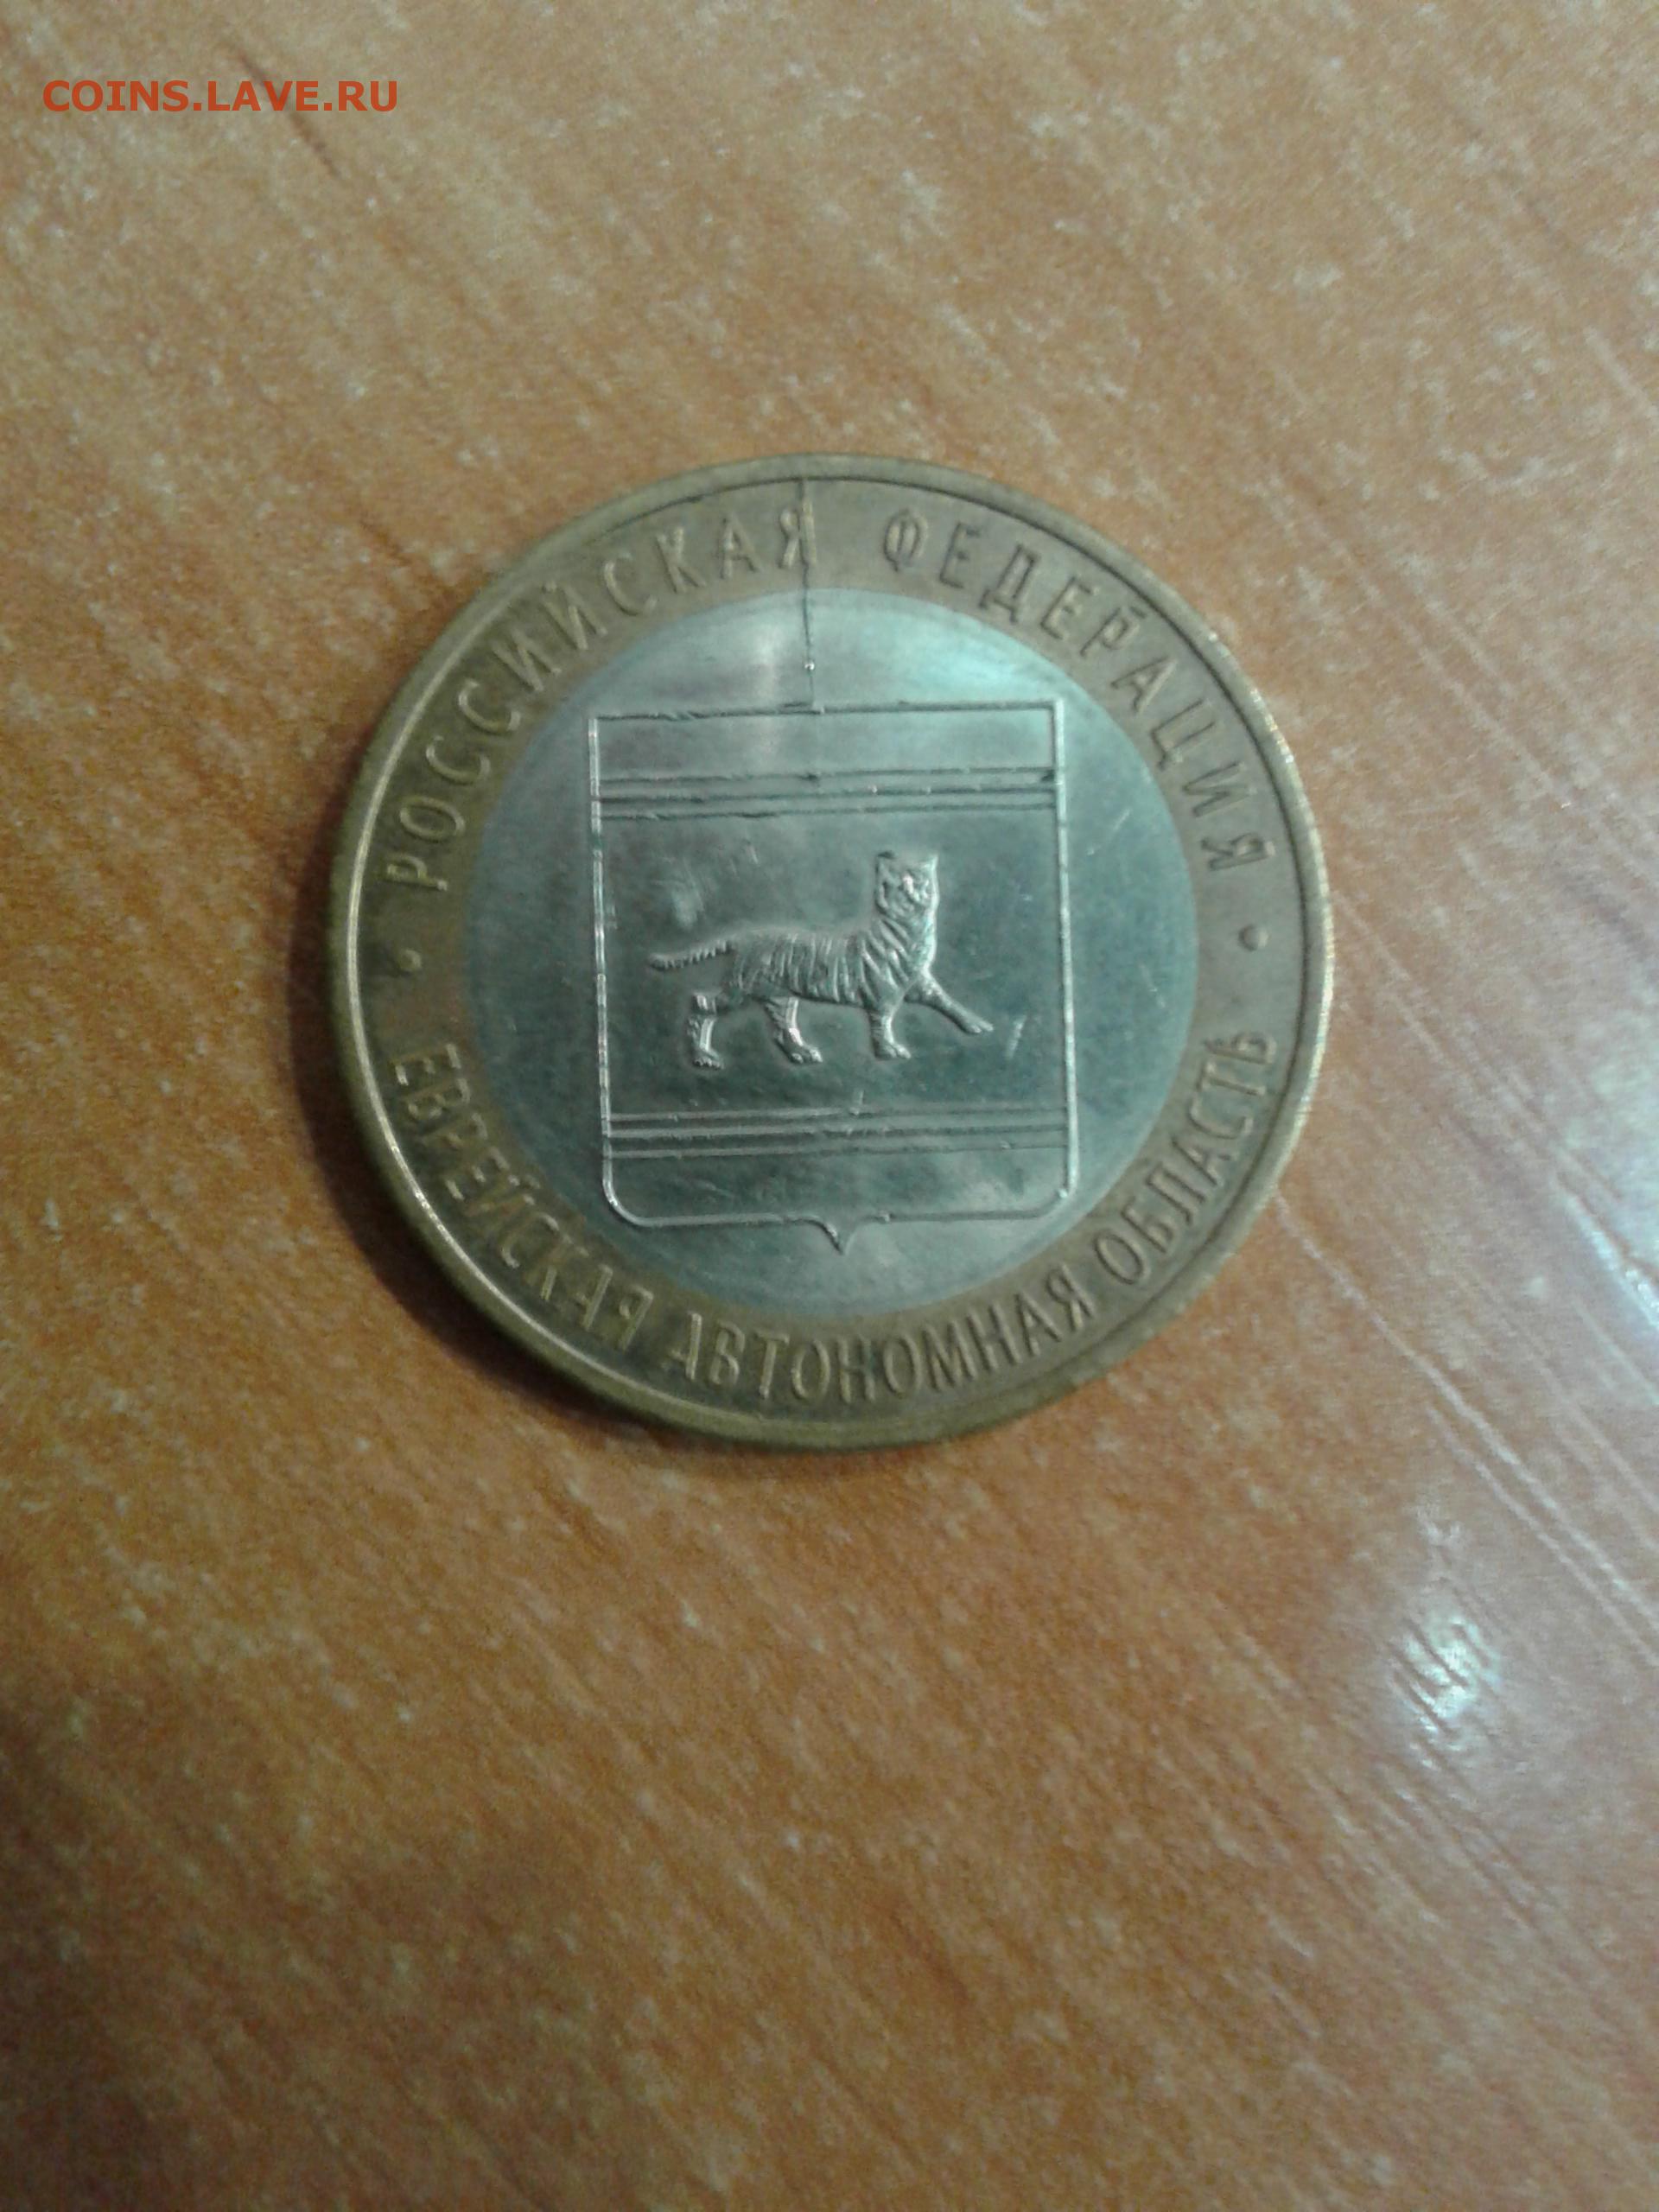 COINS.LAVE.RU
• РОССИЙСКАЯ ФЕДЕРАЦИЯ •
ЕВРЕЙСКАЯ АВТОНОМНАЯ ОБЛАСТЬ